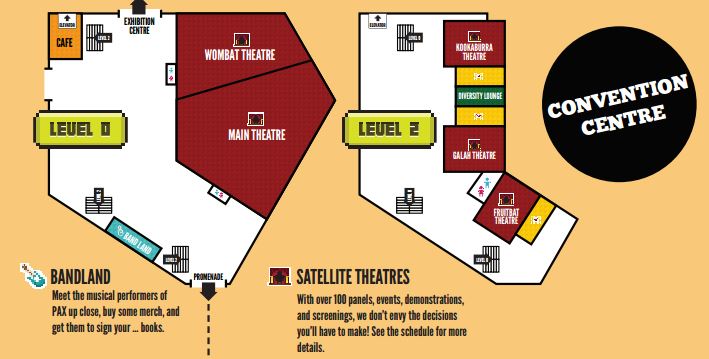 ELEVATOR
CAFE
LEVEL 2
EXHIBITION
CENTRE
WOMBAT THEATRE
MAIN THEATRE
LEVEL 0
BAND LAND
LEVEL 2
PROMENADE
ELEVATOR
LEVEL 0
KOOKABURRA
THEATRE
DIVERSITY LOUNGE
LEVEL 2
GALAH THEATRE
FRUITBAT
THEATRE
LEVEL 0
CONVENTION
CENTRE
BANDLAND
Meet the musical performers of
PAX up close, buy some merch, and
get them to sign your ... books.
SATELLITE THEATRES
With over 100 panels, events, demonstrations,
and screenings, we don't envy the decisions
you'll have to make! See the schedule for more
details.